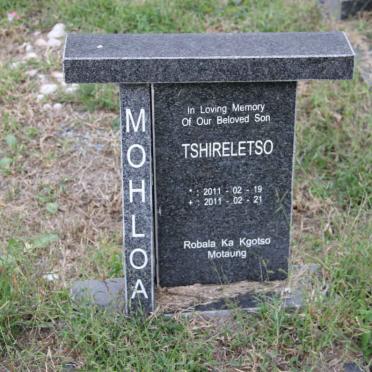 MOHLOA
In Loving Memory
Of Our Beloved Son
TSHIRELETSO
* : 2011 - 02 - 19
+ : 2011 - 02 - 21
Robala Ka Kgotso
Motaung